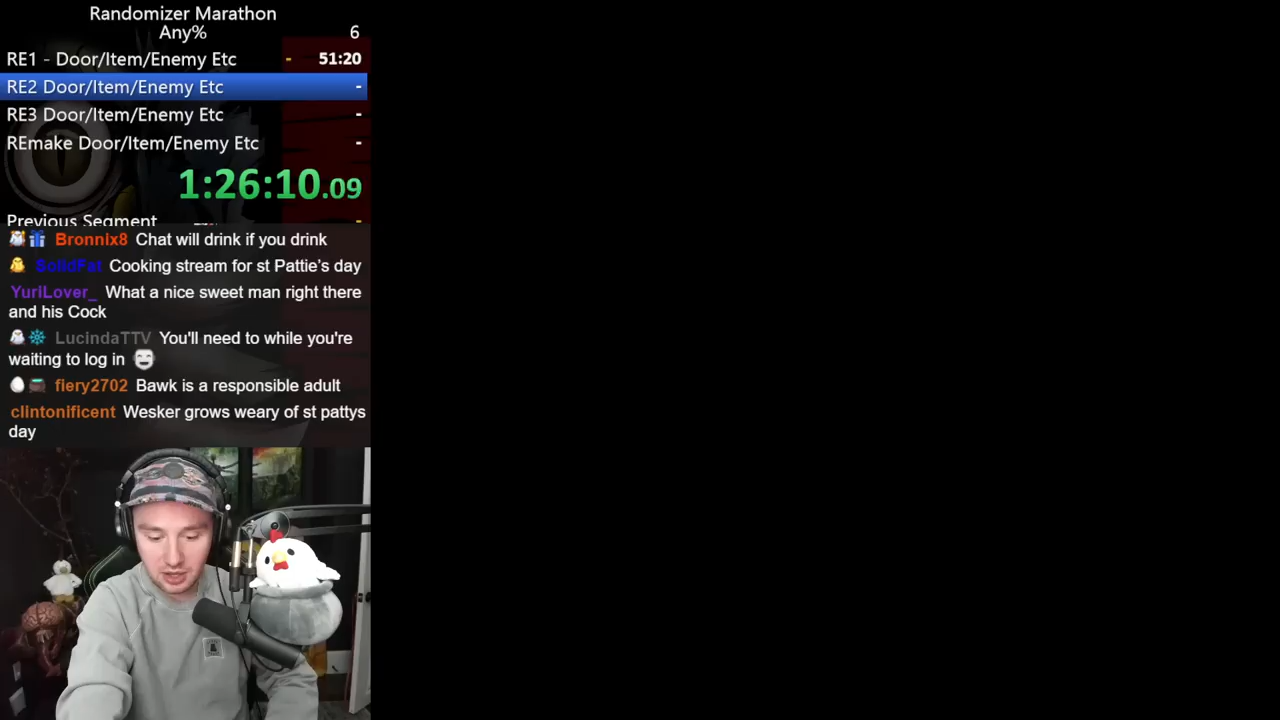 Randomizer Marathon
Any% 6
RE1 - Door/Item/Enemy Etc - 51:20
RE2 Door/Item/Enemy Etc -
RE3 Door/Item/Enemy Etc -
REmake Door/Item/Enemy Etc -
1:26:10.09
Previous Segment -
Bronnix8 Chat will drink if you drink
SolidFat Cooking stream for st Pattie's day
YuriLover_ What a nice sweet man right there
and his Cock
LucindaTTV You'll need to while you're
waiting to log in
fiery2702 Bawk is a responsible adult
clintonificent Wesker grows weary of st pattys
day